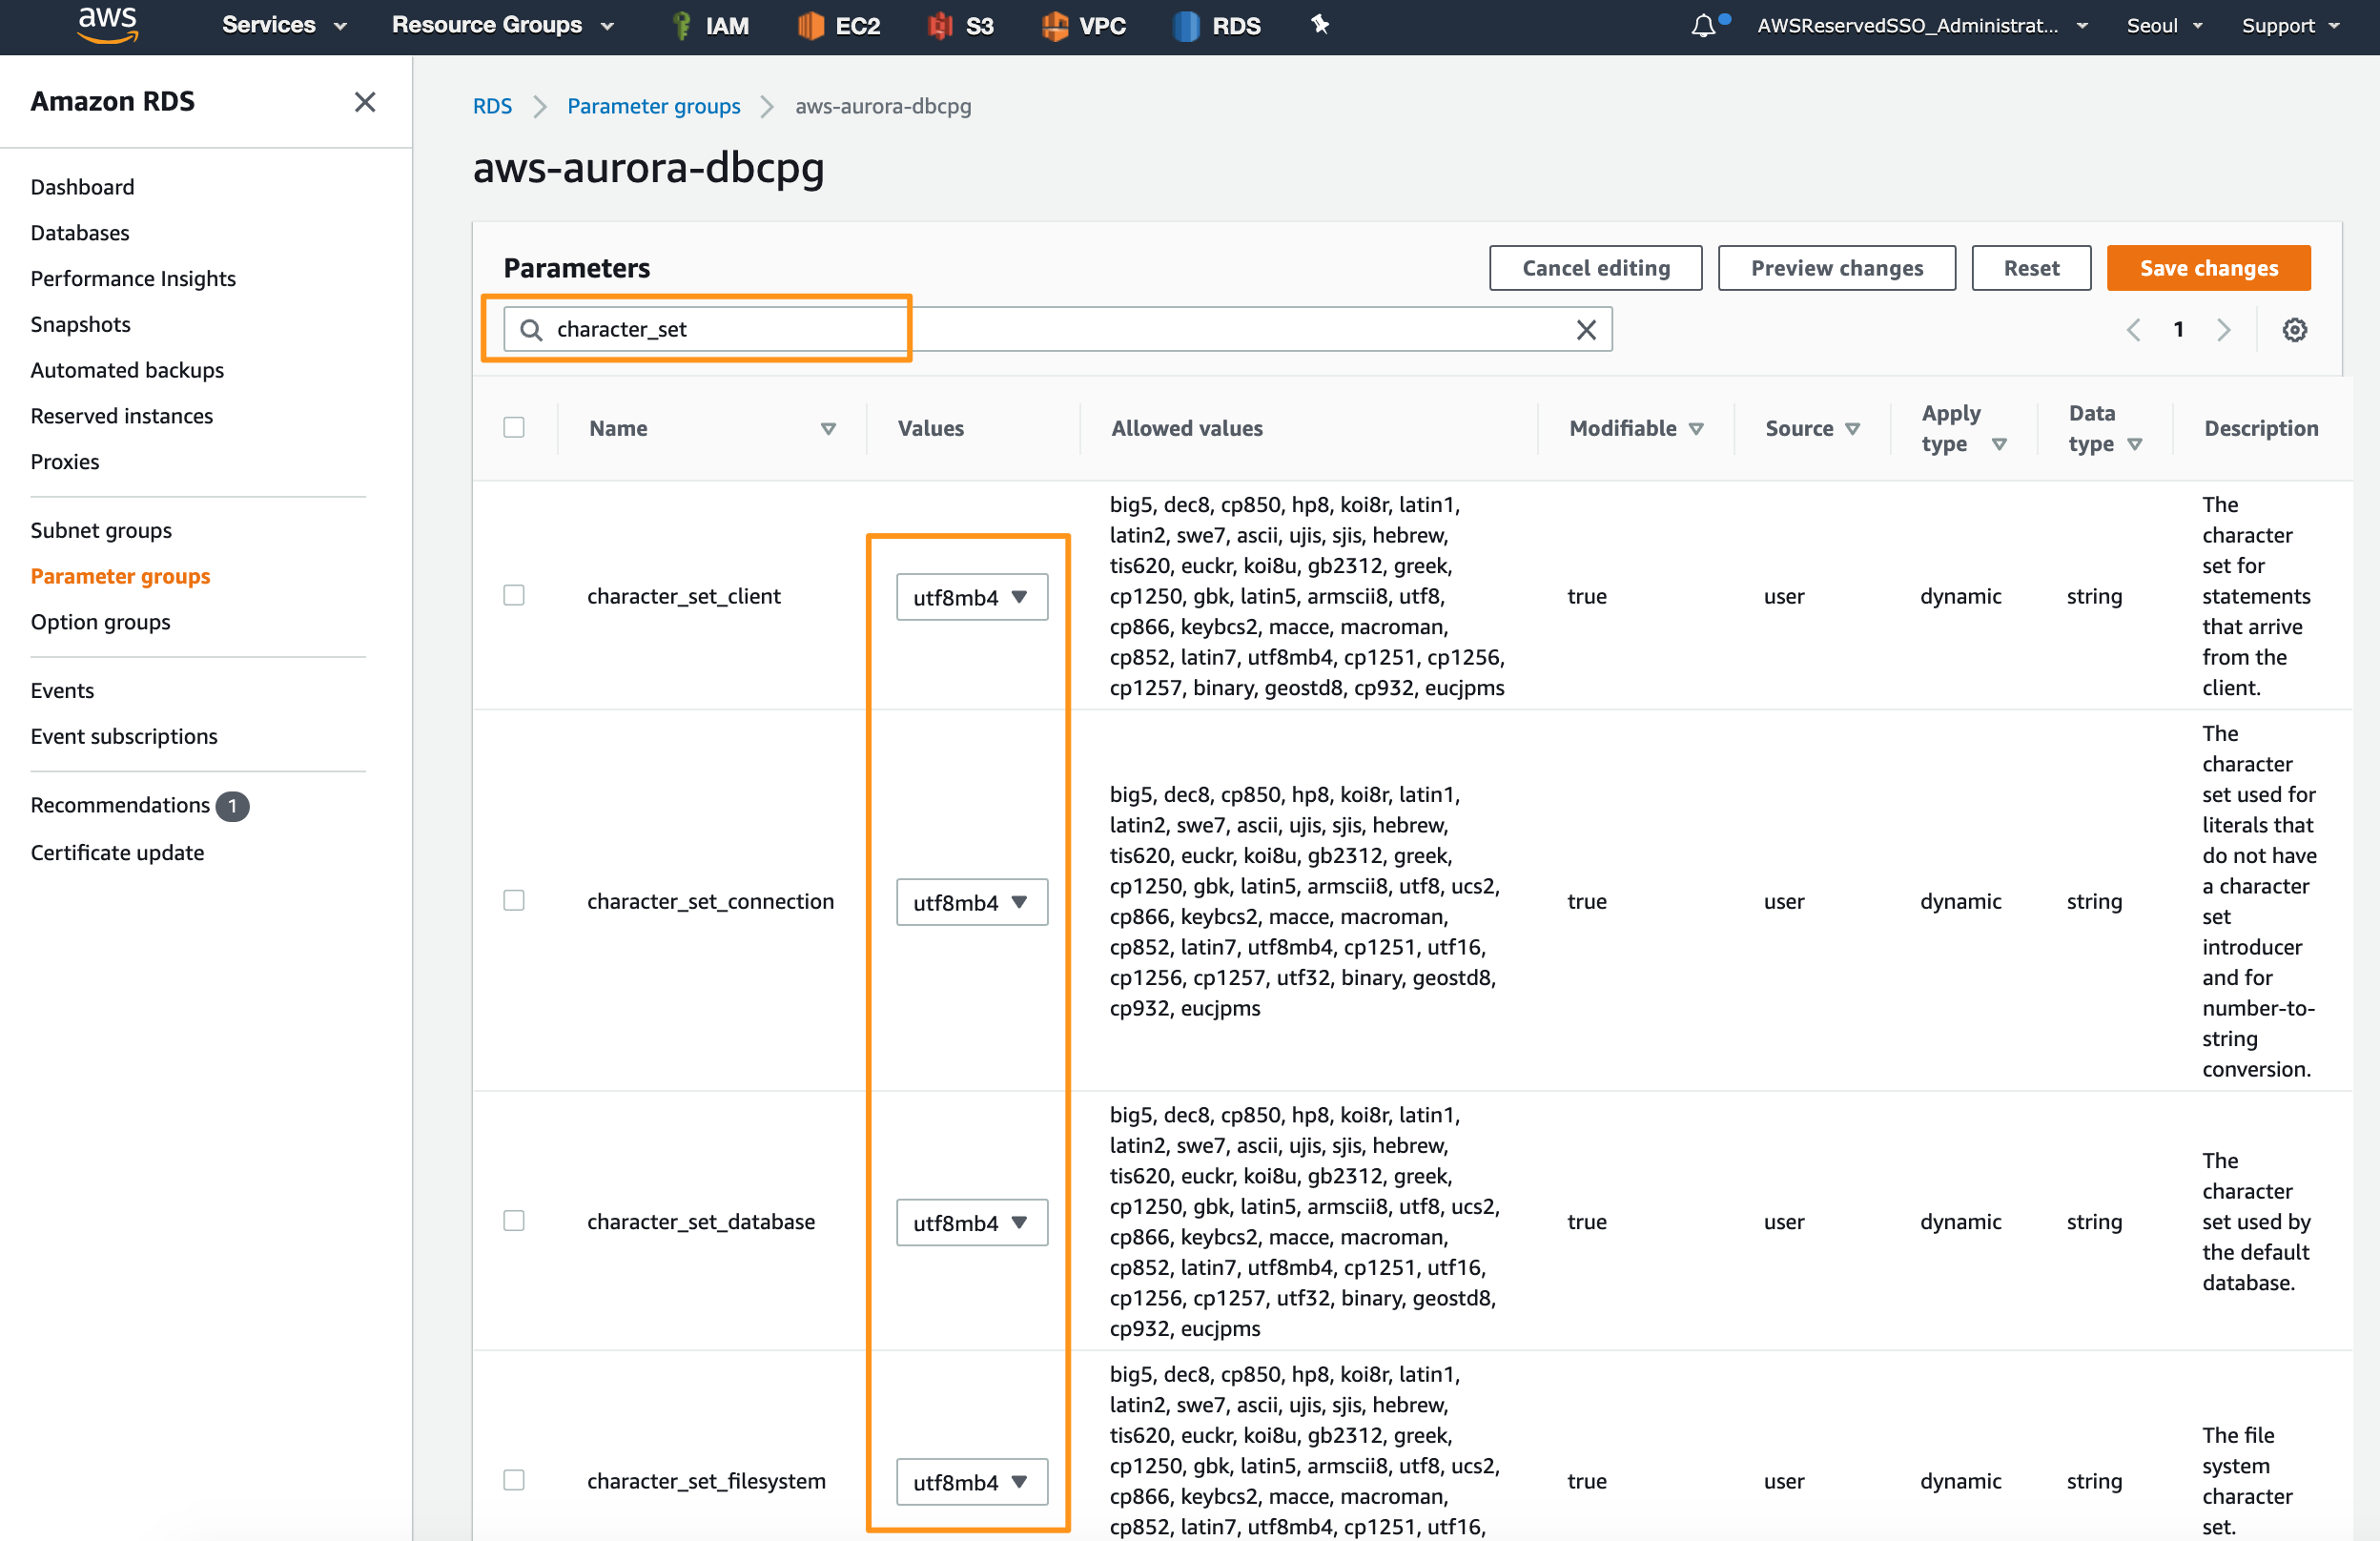 aws Services Resource Groups IAM EC2 S3 VPC RDS AWSReservedSSO_Administrat... Seoul Support
Amazon RDS
Dashboard
Databases
Performance Insights
Snapshots
Automated backups
Reserved instances
Proxies
Subnet groups
Parameter groups
Option groups
Events
Event subscriptions
Recommendations 1
Certificate update
RDS Parameter groups aws-aurora-dbcpg
aws-aurora-dbcpg
Parameters
Cancel editing Preview changes Reset Save changes
character_set
1
Name Values Allowed values Modifiable Source Apply type Data type Description
character_set_client
utf8mb4
big5, dec8, cp850, hp8, koi8r, latin1,
latin2, swe7, ascii, ujis, sjis, hebrew,
tis620, euckr, koi8u, gb2312, greek,
cp1250, gbk, latin5, armscii8, utf8,
cp866, keybcs2, macce, macroman,
cp852, latin7, utf8mb4, cp1251, cp1256,
cp1257, binary, geostd8, cp932, eucjpms
true
user
dynamic
string
The
character
set for
statements
that arrive
from the
client.
character_set_connection
utf8mb4
big5, dec8, cp850, hp8, koi8r, latin1,
latin2, swe7, ascii, ujis, sjis, hebrew,
tis620, euckr, koi8u, gb2312, greek,
cp1250, gbk, latin5, armscii8, utf8, ucs2,
cp866, keybcs2, macce, macroman,
cp852, latin7, utf8mb4, cp1251, utf16,
cp1256, cp1257, utf32, binary, geostd8,
cp932, eucjpms
true
user
dynamic
string
The
character
set used for
literals that
do not have
a character
set
introducer
and for
number-to-
string
conversion.
character_set_database
utf8mb4
big5, dec8, cp850, hp8, koi8r, latin1,
latin2, swe7, ascii, ujis, sjis, hebrew,
tis620, euckr, koi8u, gb2312, greek,
cp1250, gbk, latin5, armscii8, utf8, ucs2,
cp866, keybcs2, macce, macroman,
cp852, latin7, utf8mb4, cp1251, utf16,
cp1256, cp1257, utf32, binary, geostd8,
cp932, eucjpms
true
user
dynamic
string
The
character
set used by
the default
database.
character_set_filesystem
utf8mb4
big5, dec8, cp850, hp8, koi8r, latin1,
latin2, swe7, ascii, ujis, sjis, hebrew,
tis620, euckr, koi8u, gb2312, greek,
cp1250, gbk, latin5, armscii8, utf8, ucs2,
cp866, keybcs2, macce, macroman,
cp852, latin7, utf8mb4, cp1251, utf16,
true
user
dynamic
string
The file
system
character
set.